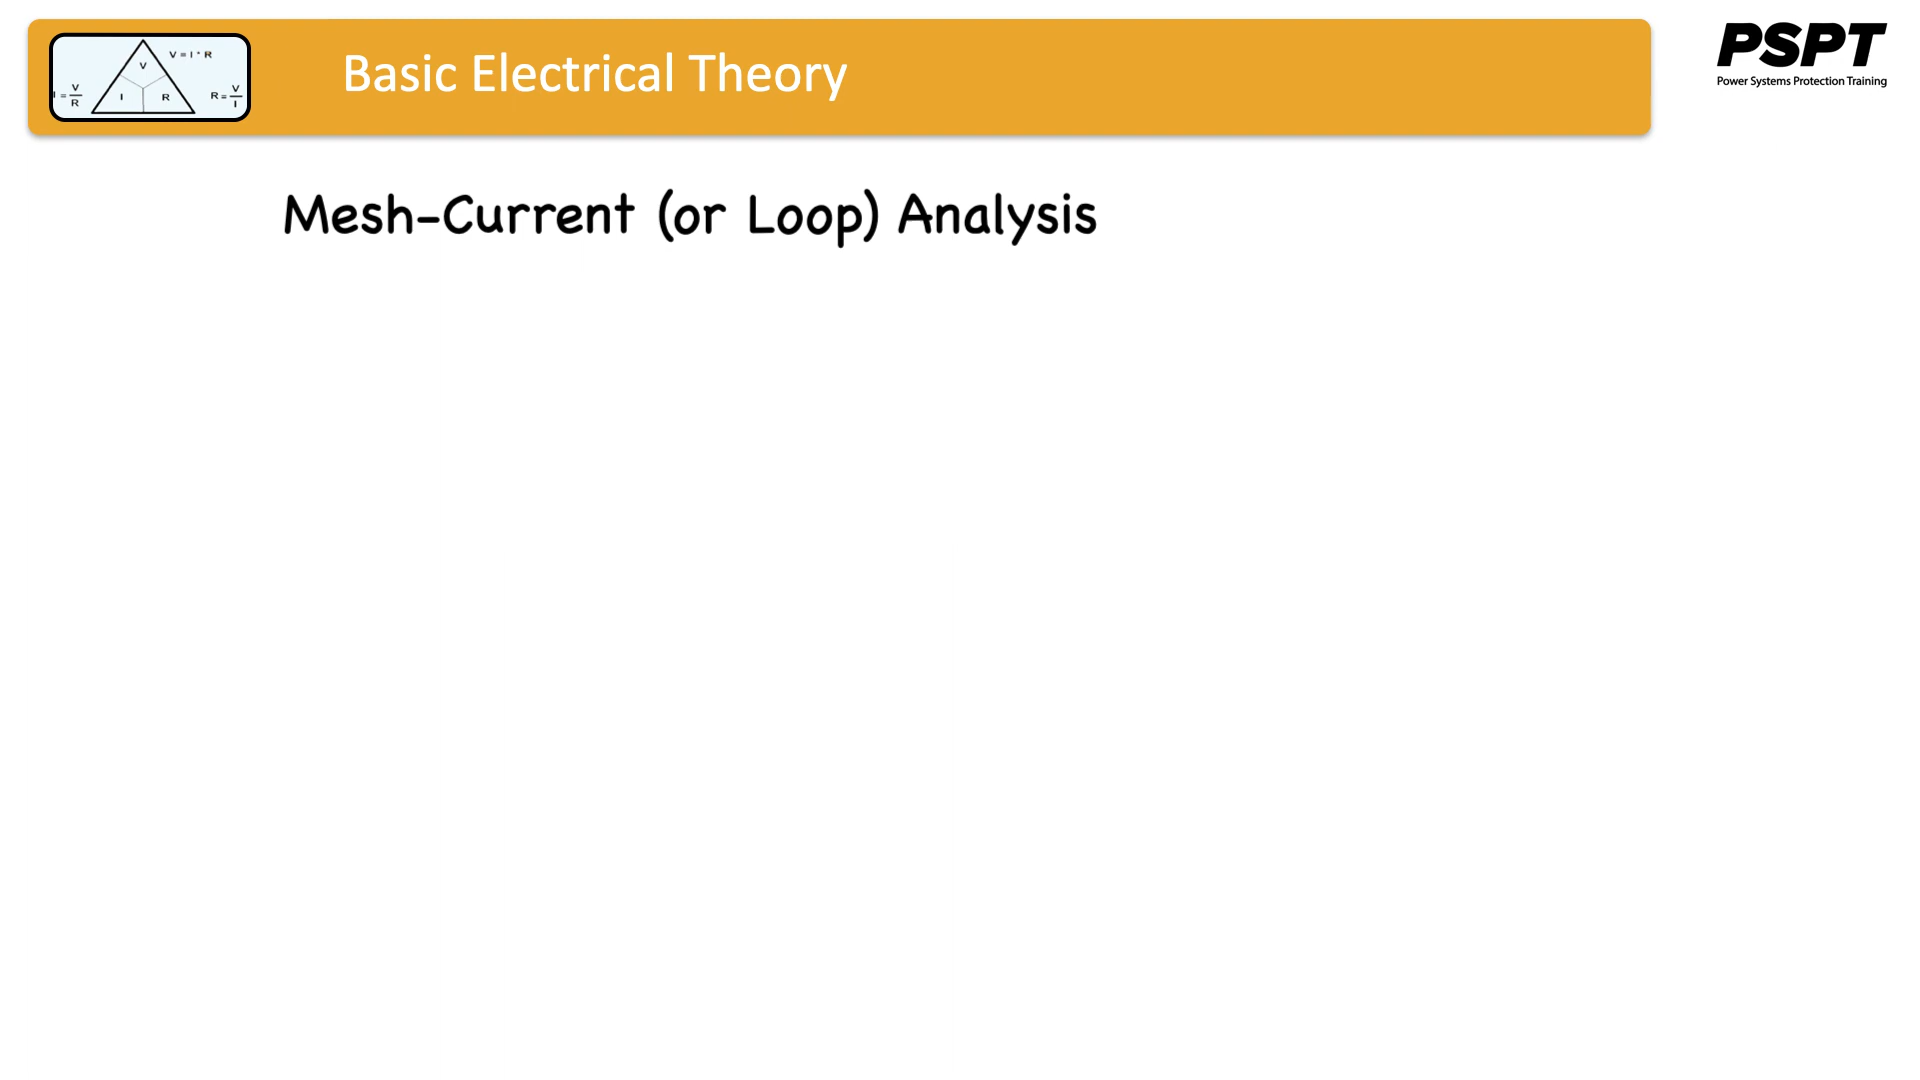 V = I * R
V
I = V/R
I
R
R = V/I
Basic Electrical Theory
PSPT
Power Systems Protection Training
Mesh-Current (or Loop) Analysis